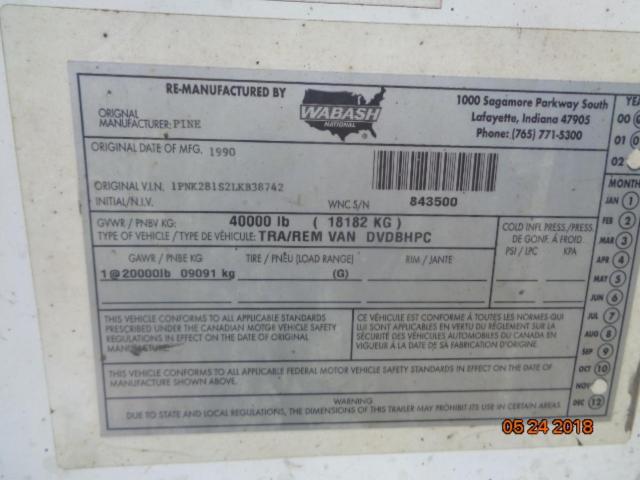 RE-MANUFACTURED BY
WABASH
NATIONAL
1000 Sagamore Parkway South
Lafayette, Indiana 47905
Phone: (765) 771-5300
ORIGNAL
MANUFACTURER: PINE
ORIGINAL DATE OF MFG. 1990
ORIGINAL V.I.N. 1PNK281S2LKB38742
INITIAL/N.I.V.
WNC S/N 843500
GVWR / PNBV KG: 40000 lb ( 18182 KG )
TYPE OF VEHICLE / TYPE DE VÉHICULE: TRA/REM VAN DVDBHPC
COLD INFL. PRESS./PRESS.
DE GONF. À FROID
PSI / LPC KPA
GAWR / PNBE KG TIRE / PNEU (LOAD RANGE) RIM / JANTE
1@20000lb 09091 kg (G)
THIS VEHICLE CONFORMS TO ALL APPLICABLE STANDARDS
PRESCRIBED UNDER THE CANADIAN MOTOR VEHICLE SAFETY
REGULATIONS IN EFFECT ON THE DATE OF ORIGINAL
MANUFACTURE.
CE VÉHICULE EST CONFORME À TOUTES LES NORMES QUI
LUI SONT APPLICABLES EN VERTU DU RÈGLEMENT SUR LA
SÉCURITÉ DES VÉHICULES AUTOMOBILES DU CANADA EN
VIGUEUR À LA DATE DE SA FABRICATION D'ORIGINE.
THIS VEHICLE CONFORMS TO ALL APPLICABLE FEDERAL MOTOR VEHICLE SAFETY STANDARDS IN EFFECT ON THE DATE OF
MANUFACTURE SHOWN ABOVE.
WARNING
DUE TO VARIOUS STATE AND LOCAL REGULATIONS, THE DIMENSIONS OF THIS TRAILER MAY RESTRICT ITS USE IN CERTAIN AREAS.
YE
00
01
02
MONTH
JAN 1
FEB 2
MAR 3
APR 4
MAY 5
JUN 6
JUL 7
AUG 8
SEP 9
OCT 10
NOV
DEC 12
05 24 2018